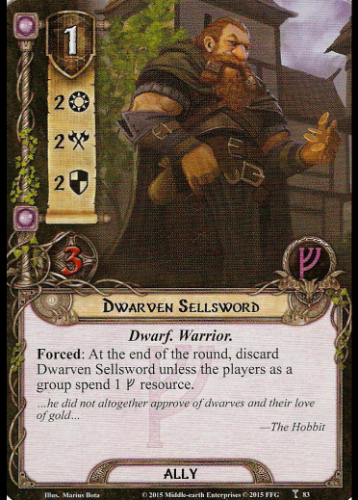 1
2
2
2
3
DWARVEN SELLSWORD
Dwarf. Warrior.
Forced: At the end of the round, discard
Dwarven Sellsword unless the players as a
group spend 1 resource.
...he did not altogether approve of dwarves and their love
of gold...
—The Hobbit
ALLY
Illus. Marius Bota
© 2015 Middle-earth Enterprises © 2015 FFG
83